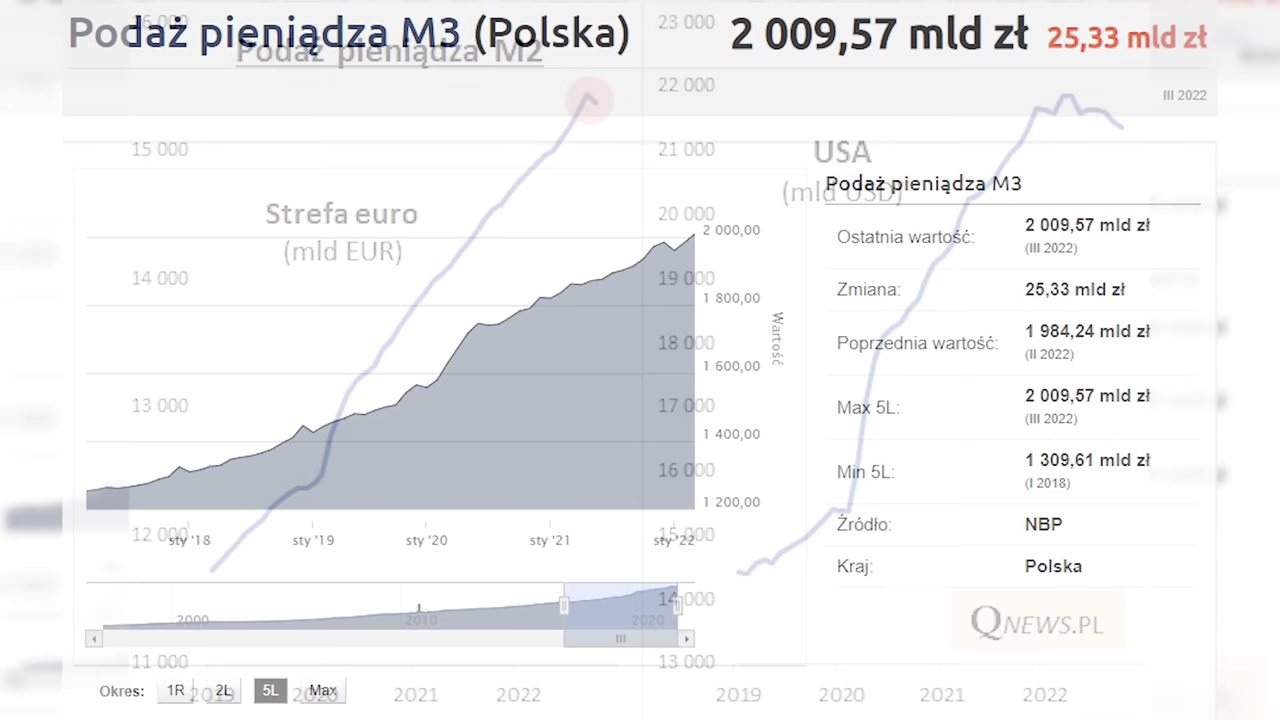 Podaż pieniądza M3 (Polska)
2 009,57 mld zł 25,33 mld zł
III 2022
Podaż pieniądza M2
16 000
15 000
14 000
13 000
12 000
11 000
Strefa euro
(mld EUR)
23 000
22 000
21 000
20 000
19 000
18 000
17 000
16 000
15 000
14 000
13 000
USA
(mld USD)
2 000,00
1 800,00
1 600,00
1 400,00
1 200,00
Wartość
sty '18 sty '19 sty '20 sty '21 sty '22
2000 2010 2020
Okres: 1R 2L 5L Max
2019 2020 2021 2022
2019 2020 2021 2022
Podaż pieniądza M3
Ostatnia wartość: 2 009,57 mld zł
(III 2022)
Zmiana: 25,33 mld zł
Poprzednia wartość: 1 984,24 mld zł
(II 2022)
Max 5L: 2 009,57 mld zł
(III 2022)
Min 5L: 1 309,61 mld zł
(I 2018)
Źródło: NBP
Kraj: Polska
QNEWS.PL